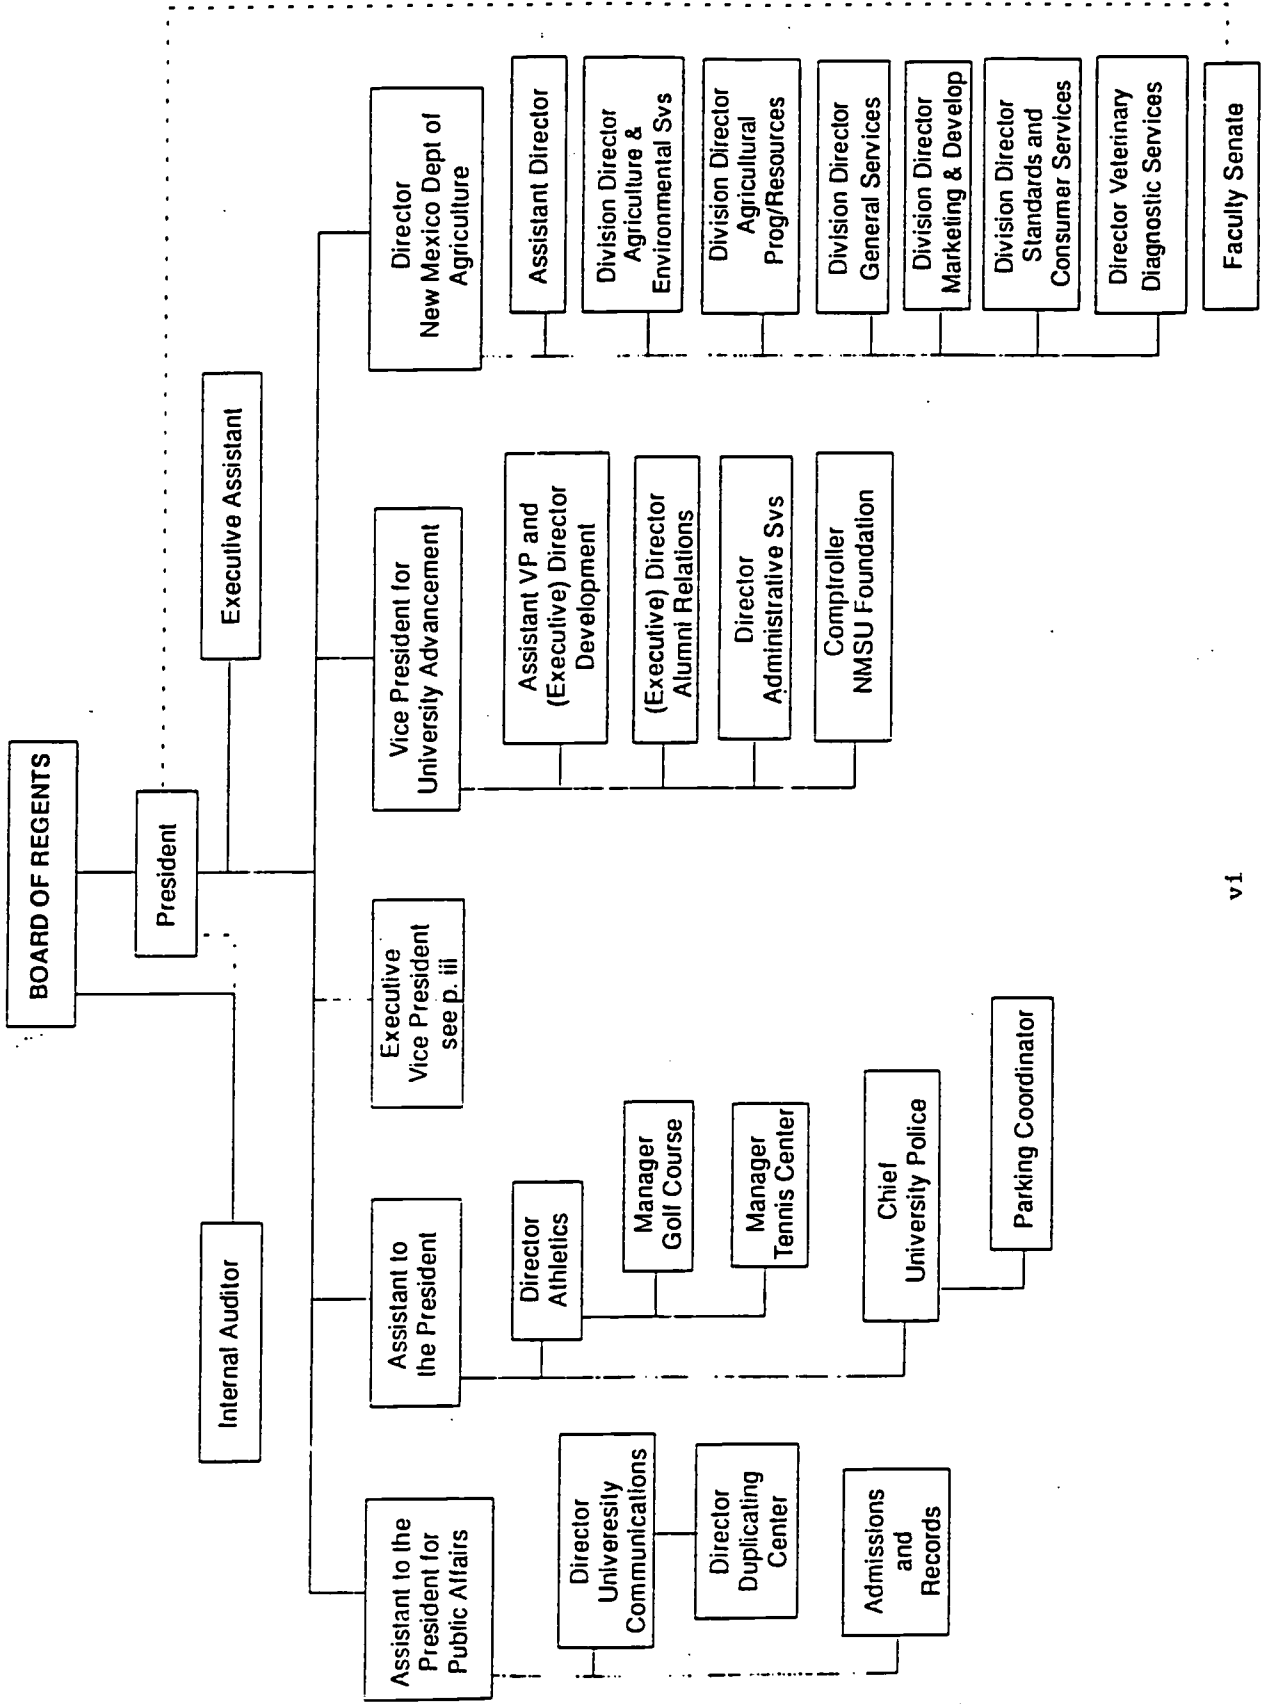 BOARD OF REGENTS
President
Internal Auditor
Executive Assistant
Assistant to the
President for
Public Affairs
Director
Univeresity
Communications
Director
Duplicating
Center
Admissions
and
Records
Assistant to
the President
Director
Athletics
Manager
Golf Course
Manager
Tennis Center
Chief
University Police
Parking Coordinator
Executive
Vice President
see p. iii
Vice President for
University Advancement
Assistant VP and
(Executive) Director
Development
(Executive) Director
Alumni Relations
Director
Administrative Svs
Comptroller
NMSU Foundation
Director
New Mexico Dept of
Agriculture
Assistant Director
Division Director
Agriculture &
Environmental Svs
Division Director
Agricultural
Prog/Resources
Division Director
General Services
Division Director
Marketing & Develop
Division Director
Standards and
Consumer Services
Director Veterinary
Diagnostic Services
Faculty Senate
vi